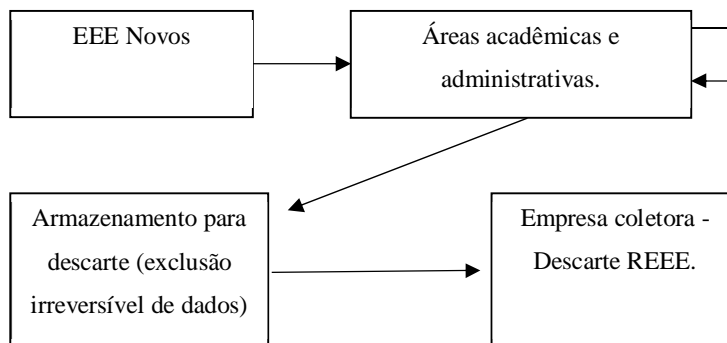 EEE Novos
Áreas acadêmicas e
administrativas.
Armazenamento para
descarte (exclusão
irreversível de dados)
Empresa coletora -
Descarte REEE.